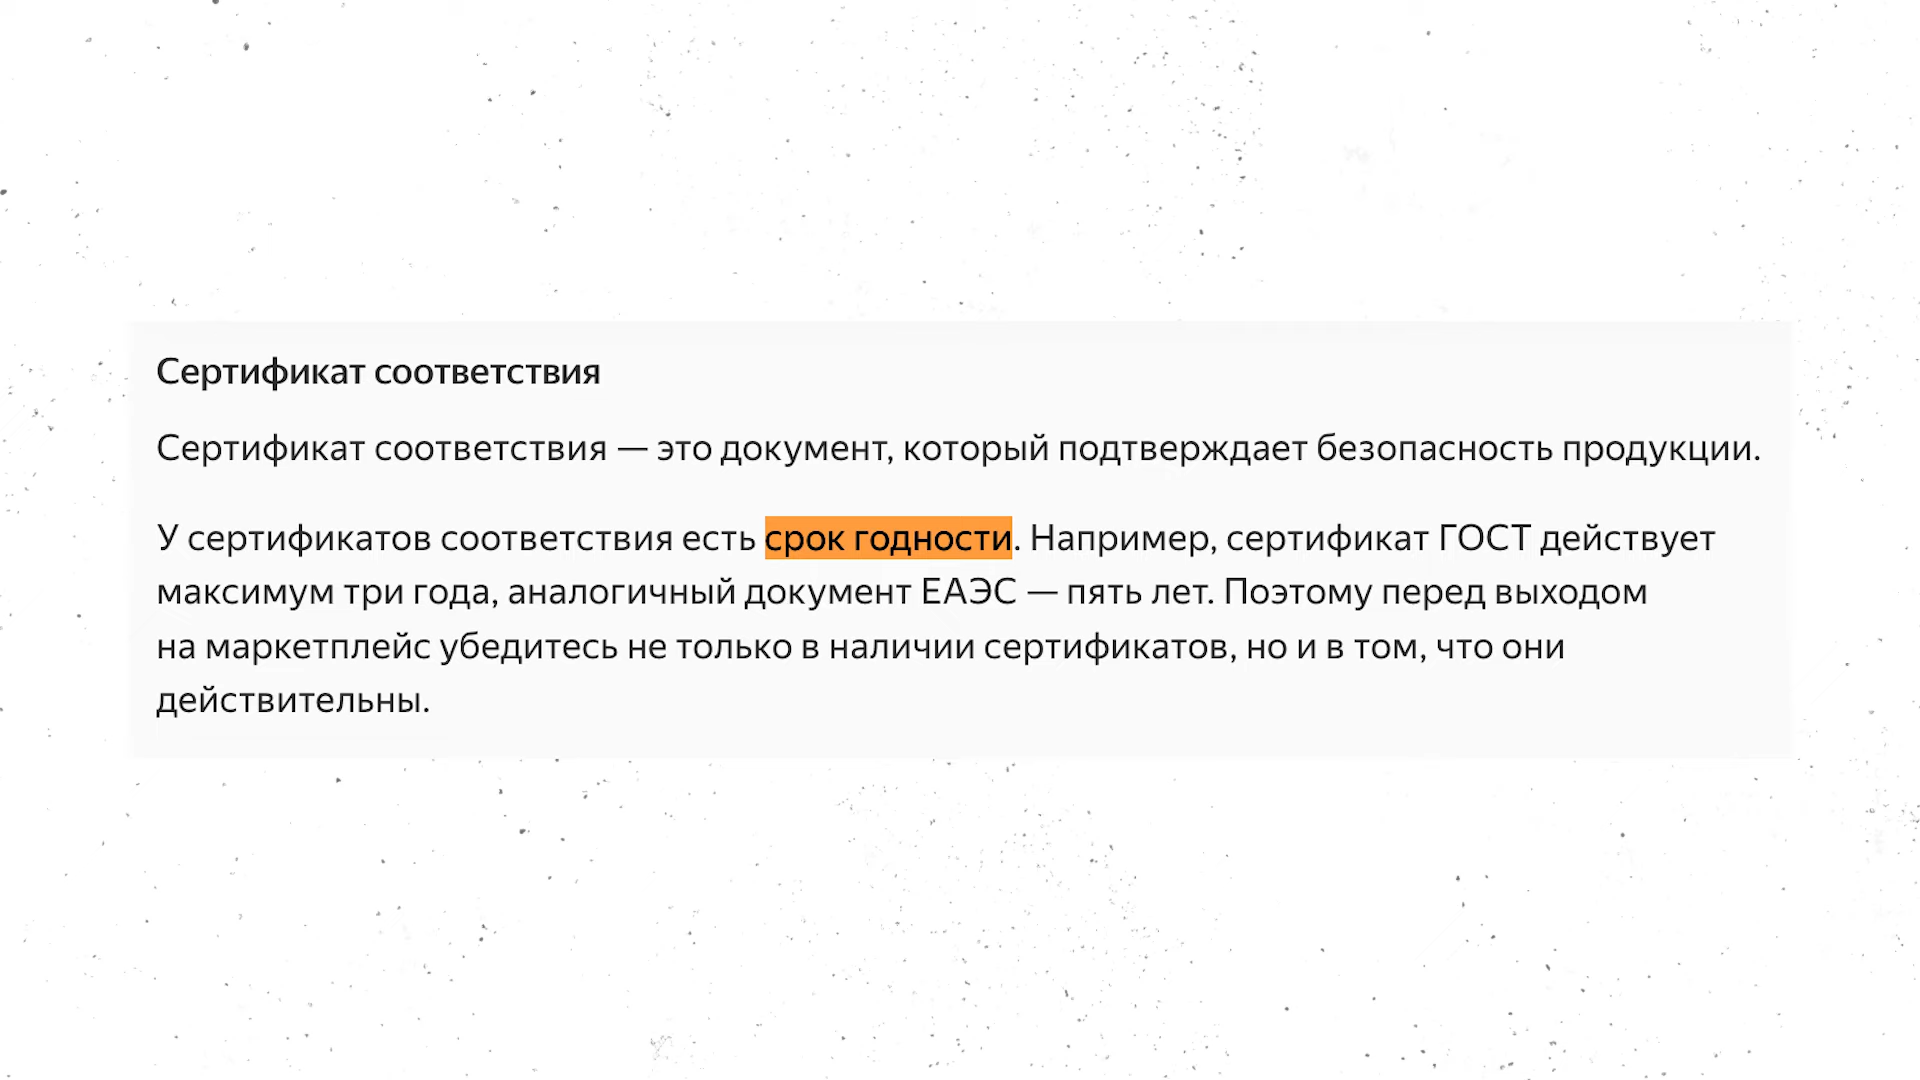 Сертификат соответствия
Сертификат соответствия — это документ, который подтверждает безопасность продукции.
У сертификатов соответствия есть срок годности. Например, сертификат ГОСТ действует
максимум три года, аналогичный документ ЕАЭС — пять лет. Поэтому перед выходом
на маркетплейс убедитесь не только в наличии сертификатов, но и в том, что они
действительны.